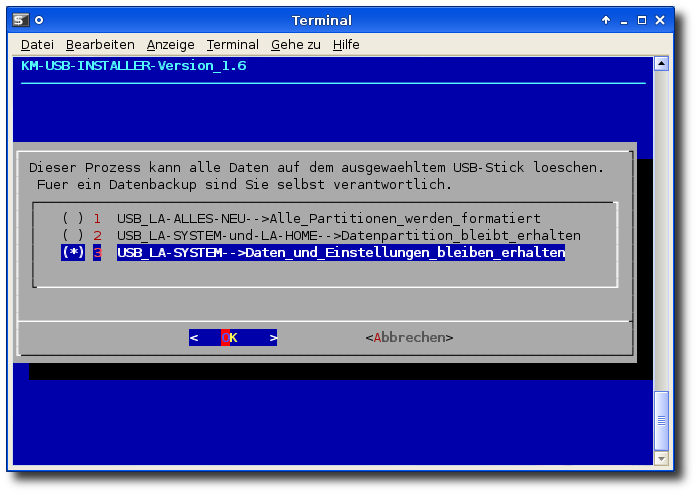 Terminal
Datei Bearbeiten Anzeige Terminal Gehe zu Hilfe
KM-USB-INSTALLER-Version_1.6
Dieser Prozess kann alle Daten auf dem ausgewaehltem USB-Stick loeschen.
Fuer ein Datenbackup sind Sie selbst verantwortlich.
( ) 1 USB_LA-ALLES-NEU-->Alle_Partitionen_werden_formatiert
( ) 2 USB_LA-SYSTEM-und-LA-HOME-->Datenpartition_bleibt_erhalten
(*) 3 USB_LA-SYSTEM-->Daten_und_Einstellungen_bleiben_erhalten
< OK > <Abbrechen>